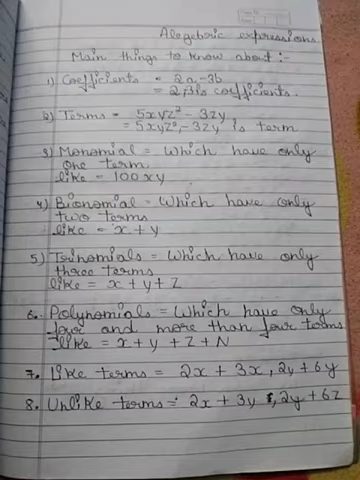 Alogebric expressions
Main things to know about :-
1) Coefficients = 2a - 3b
= 2,3 is coefficients.
2) Terms = 5xyz² - 3zy
= 5xyz², -3zy is term
3) Monomial = Which have only
one term
like = 100xy
4) Bionomial = Which have only
two terms
like = x + y
5) Trinomials = Which have only
three terms
like = x + y + z
6. Polynomials = Which have only
four and more than four toms
like = x + y + z + N
7. Like terms = 2x + 3x, 2y + 6y
8. Unlike terms = 2x + 3y, 2y + 6z